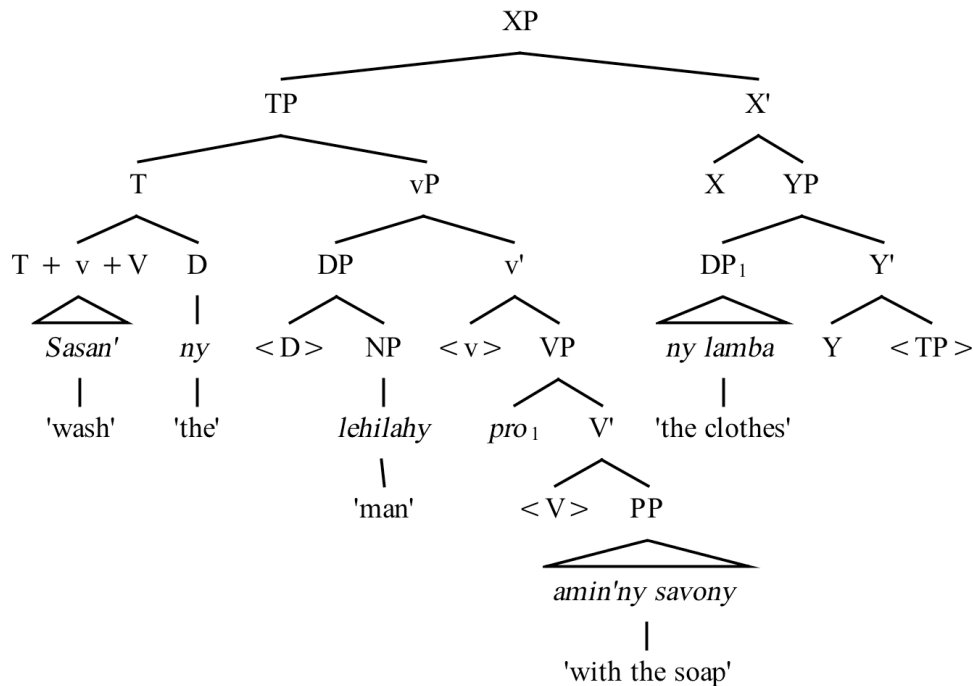 XP
TP X'
T vP X YP
T + v + V D DP v' DP₁ Y'
Sasan' ny < D > NP < v > VP ny lamba Y < TP >
'wash' 'the' lehilahy pro₁ V' 'the clothes'
'man' < V > PP
amin'ny savony
'with the soap'